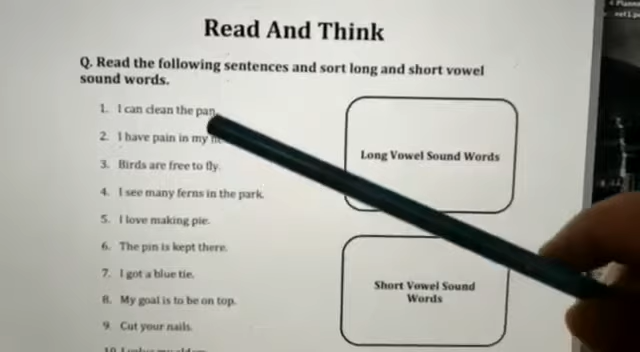 Read And Think
Q. Read the following sentences and sort long and short vowel
sound words.
1. I can clean the pan
2. I have pain in my
3. Birds are free to fly.
4. I see many ferns in the park.
5. I love making pie.
6. The pin is kept there.
7. I got a blue tie.
8. My goal is to be on top.
9. Cut your nails.
10. I
Long Vowel Sound Words
Short Vowel Sound
Words